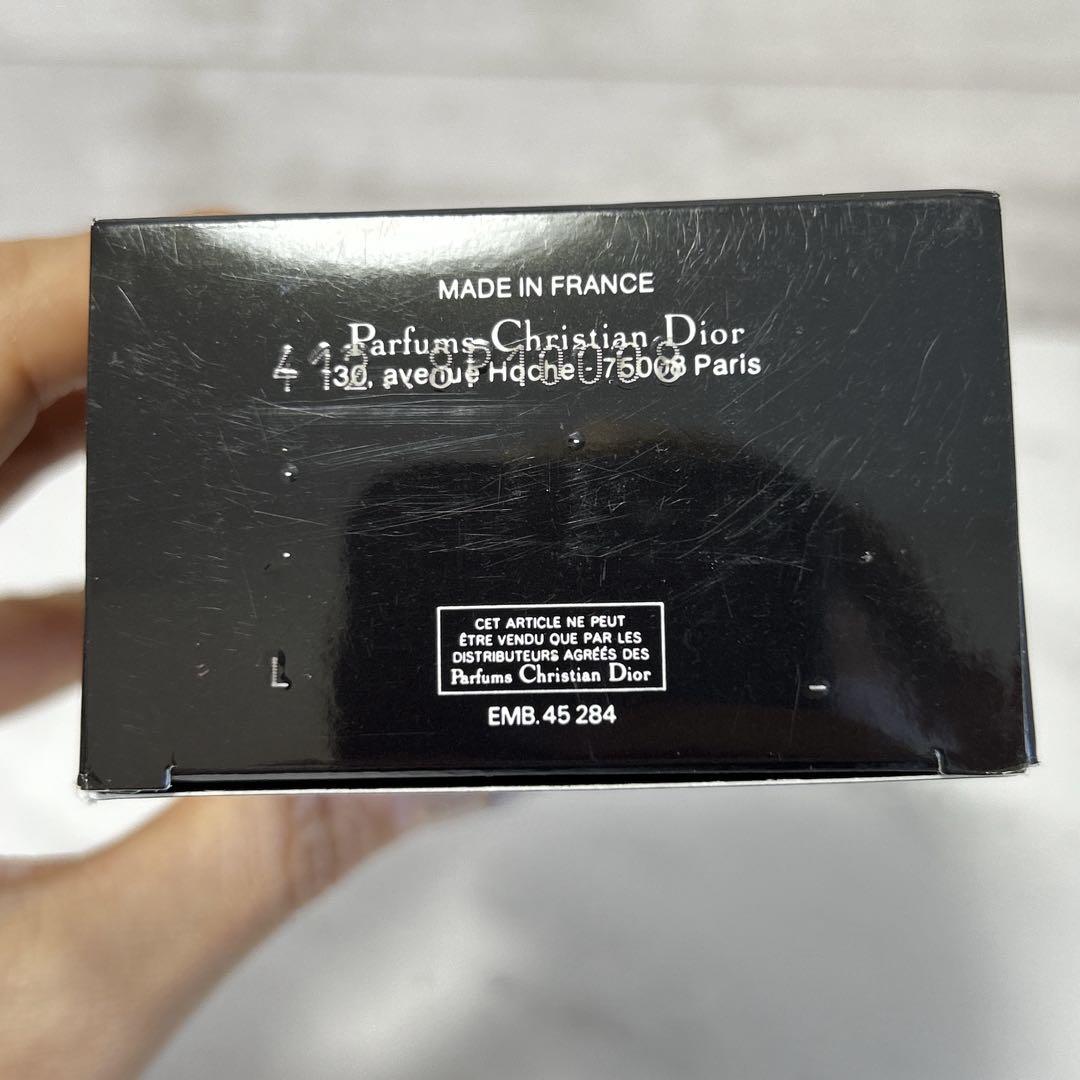 MADE IN FRANCE
Parfums Christian Dior
30, avenue Hoche - 75008 Paris
CET ARTICLE NE PEUT
ÊTRE VENDU QUE PAR LES
DISTRIBUTEURS AGRÉÉS DES
Parfums Christian Dior
L
EMB. 45 284